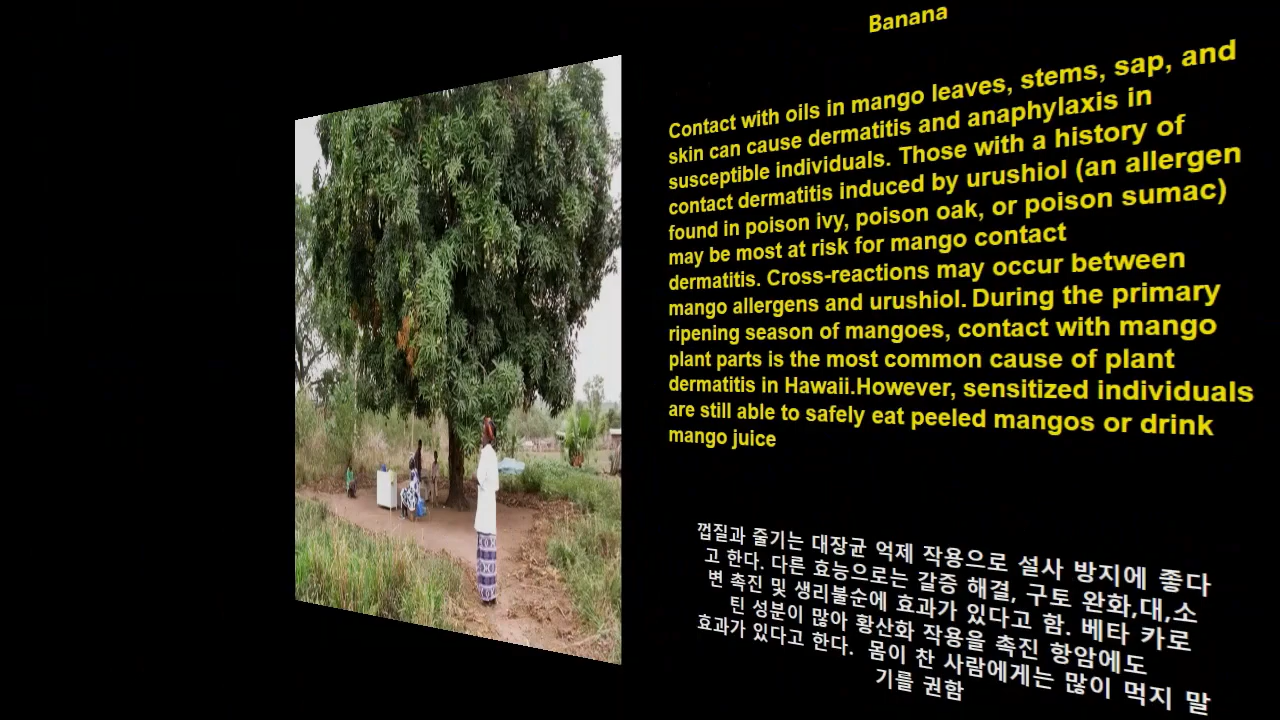 Banana
Contact with oils in mango leaves, stems, sap, and
skin can cause dermatitis and anaphylaxis in
susceptible individuals. Those with a history of
contact dermatitis induced by urushiol (an allergen
found in poison ivy, poison oak, or poison sumac)
may be most at risk for mango contact
dermatitis. Cross-reactions may occur between
mango allergens and urushiol. During the primary
ripening season of mangoes, contact with mango
plant parts is the most common cause of plant
dermatitis in Hawaii.However, sensitized individuals
are still able to safely eat peeled mangos or drink
mango juice
껍질과 줄기는 대장균 억제 작용으로 설사 방지에 좋다
고 한다. 다른 효능으로는 갈증 해결, 구토 완화,대,소
변 촉진 및 생리불순에 효과가 있다고 함. 베타 카로
틴 성분이 많아 황산화 작용을 촉진 항암에도
효과가 있다고 한다. 몸이 찬 사람에게는 많이 먹지 말
기를 권함